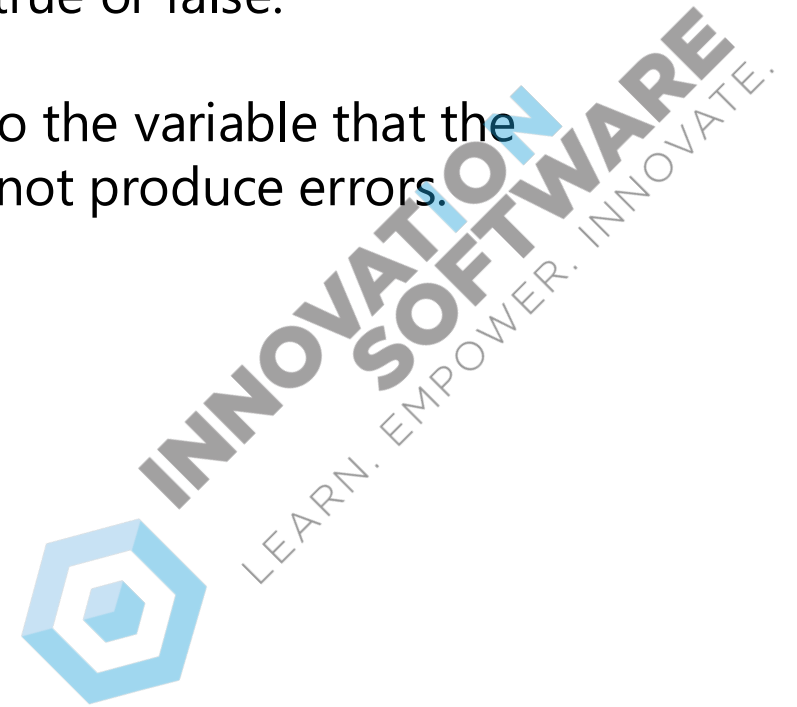 true or false.
o the variable that the
not produce errors.
INNOVATION
SOFTWARE
LEARN. EMPOWER. INNOVATE.